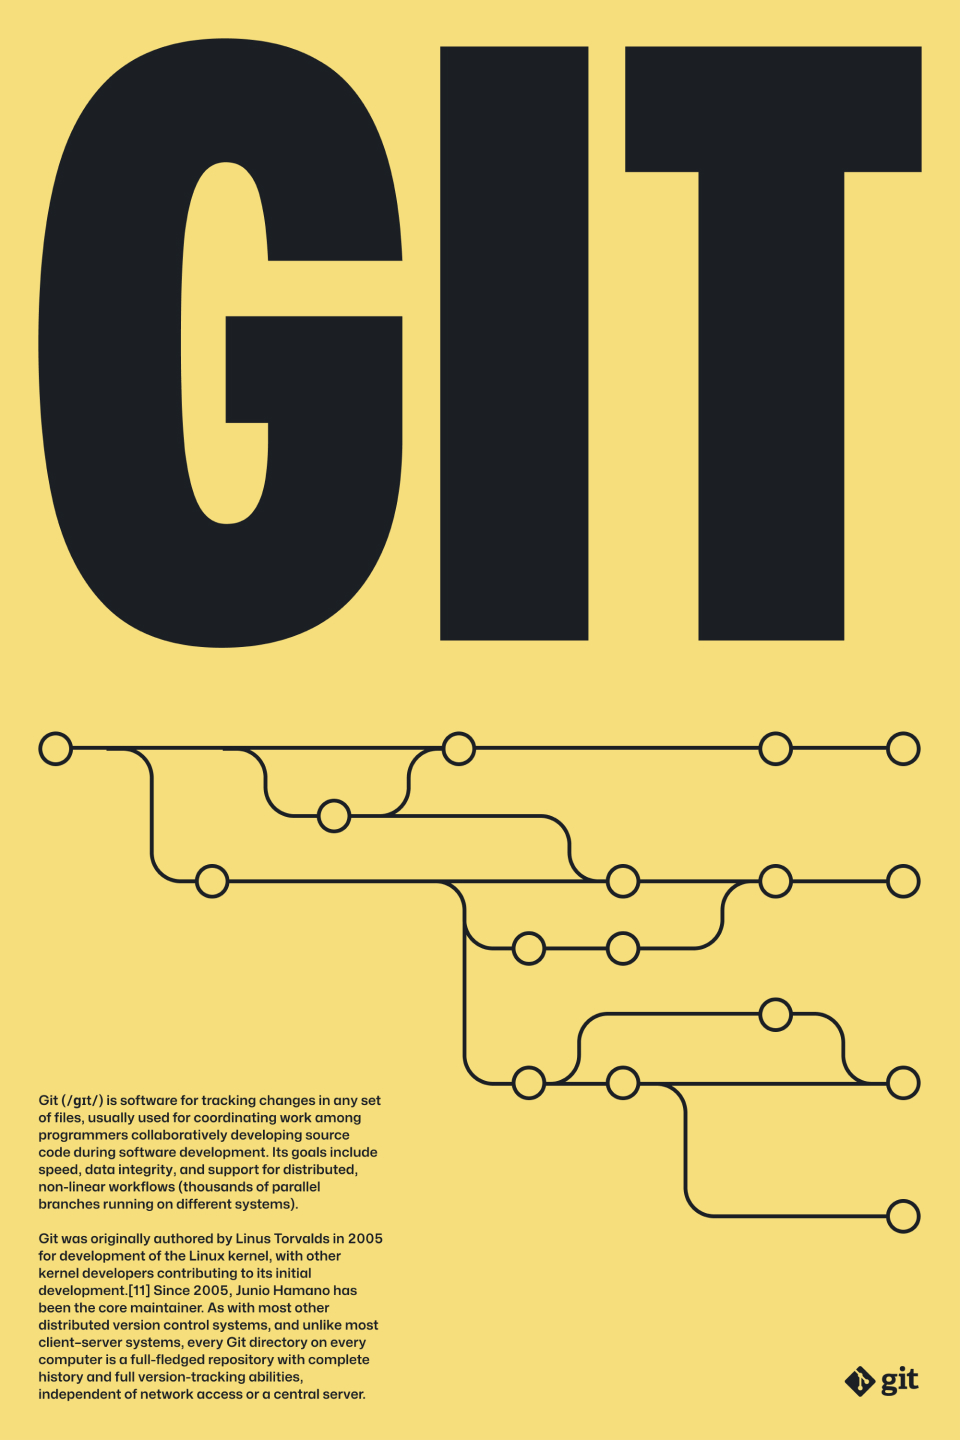 GIT
Git (/ɡɪt/) is software for tracking changes in any set
of files, usually used for coordinating work among
programmers collaboratively developing source
code during software development. Its goals include
speed, data integrity, and support for distributed,
non-linear workflows (thousands of parallel
branches running on different systems).
Git was originally authored by Linus Torvalds in 2005
for development of the Linux kernel, with other
kernel developers contributing to its initial
development.[11] Since 2005, Junio Hamano has
been the core maintainer. As with most other
distributed version control systems, and unlike most
client–server systems, every Git directory on every
computer is a full-fledged repository with complete
history and full version-tracking abilities,
independent of network access or a central server.
git